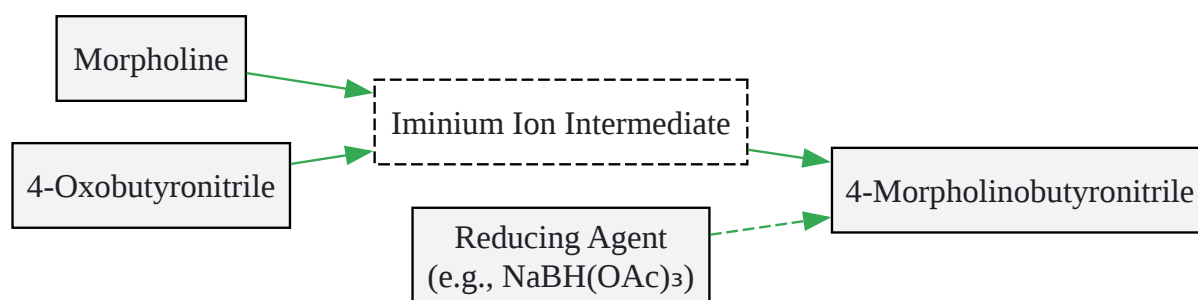 Morpholine
4-Oxobutyronitrile
Iminium Ion Intermediate
Reducing Agent
(e.g., NaBH(OAc)₃)
4-Morpholinobutyronitrile